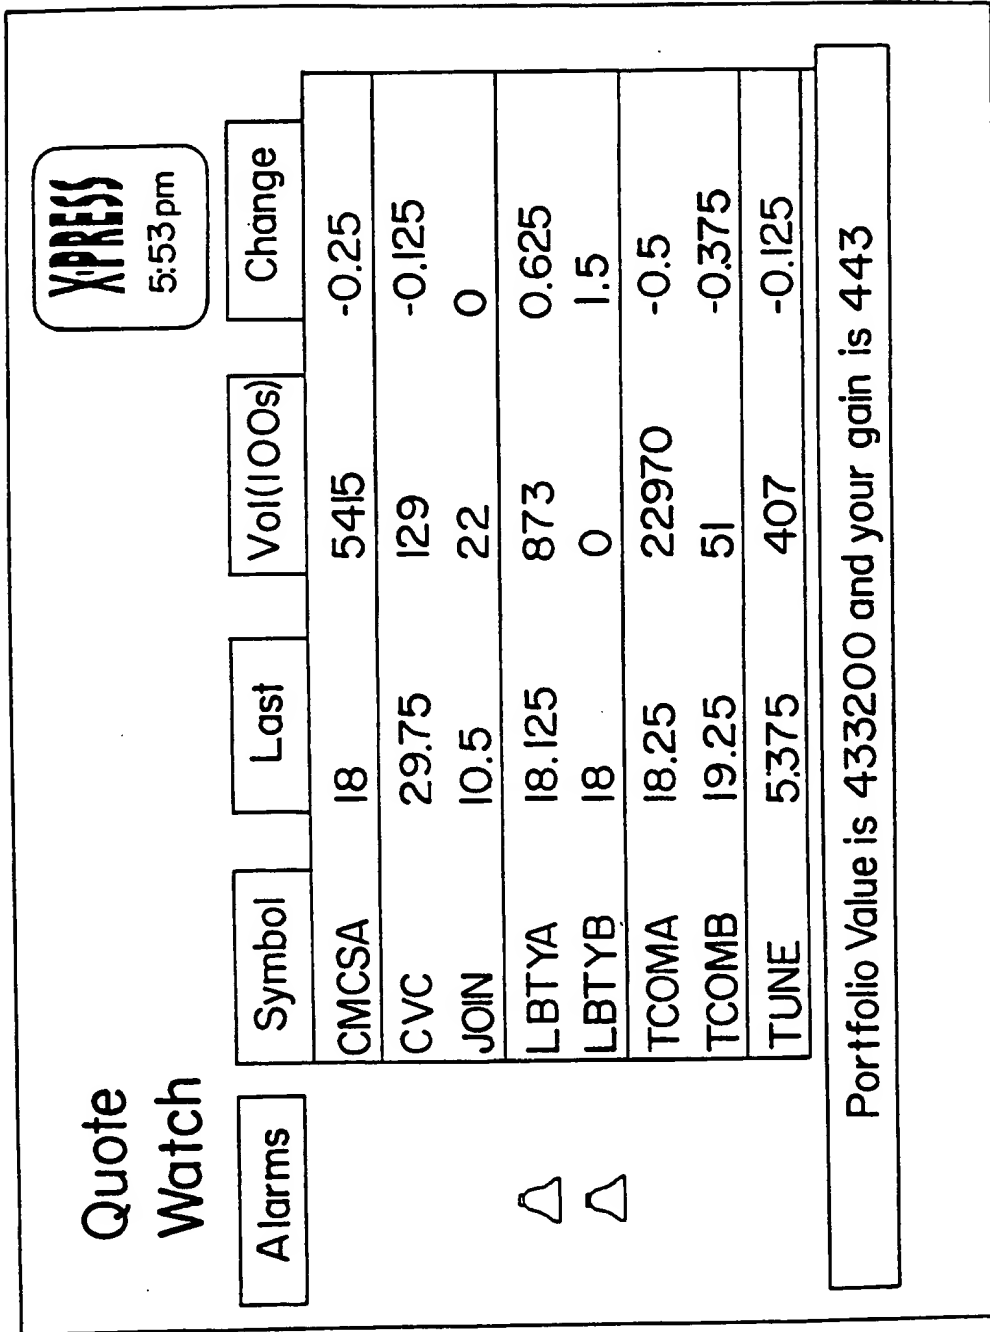 Quote
Watch
X·PRESS
5:53pm
Alarms Symbol Last Vol(100s) Change
CMCSA 18 5415 -0.25
CVC 29.75 129 -0.125
JOIN 10.5 22 0
LBTYA 18.125 873 0.625
LBTYB 18 0 1.5
TCOMA 18.25 22970 -0.5
TCOMB 19.25 51 -0.375
TUNE 5.375 407 -0.125
Portfolio Value is 433200 and your gain is 443